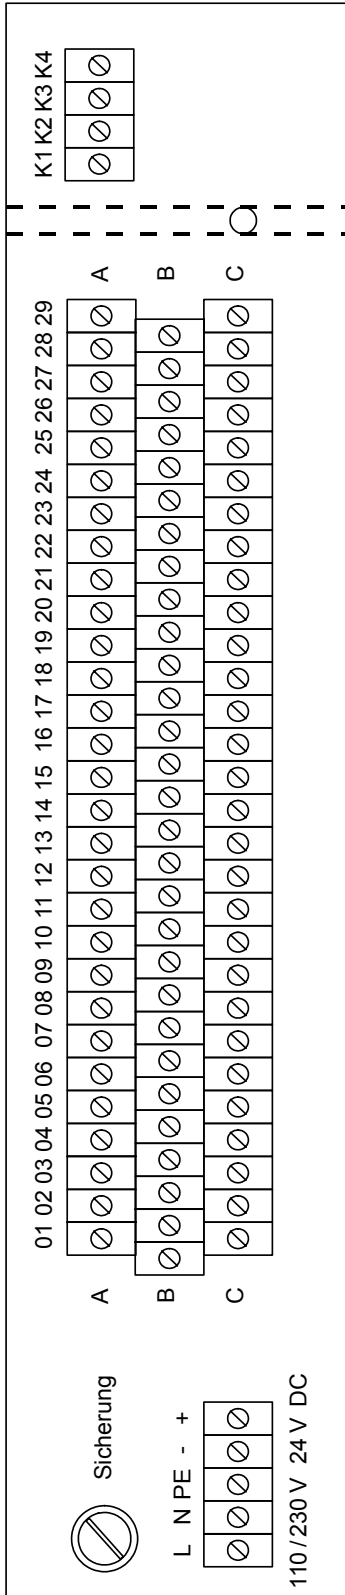 Sicherung
L N PE - +
110 / 230 V 24 V DC
01 02 03 04 05 06 07 08 09 10 11 12 13 14 15 16 17 18 19 20 21 22 23 24 25 26 27 28 29
A A
B B
C C
K1 K2 K3 K4